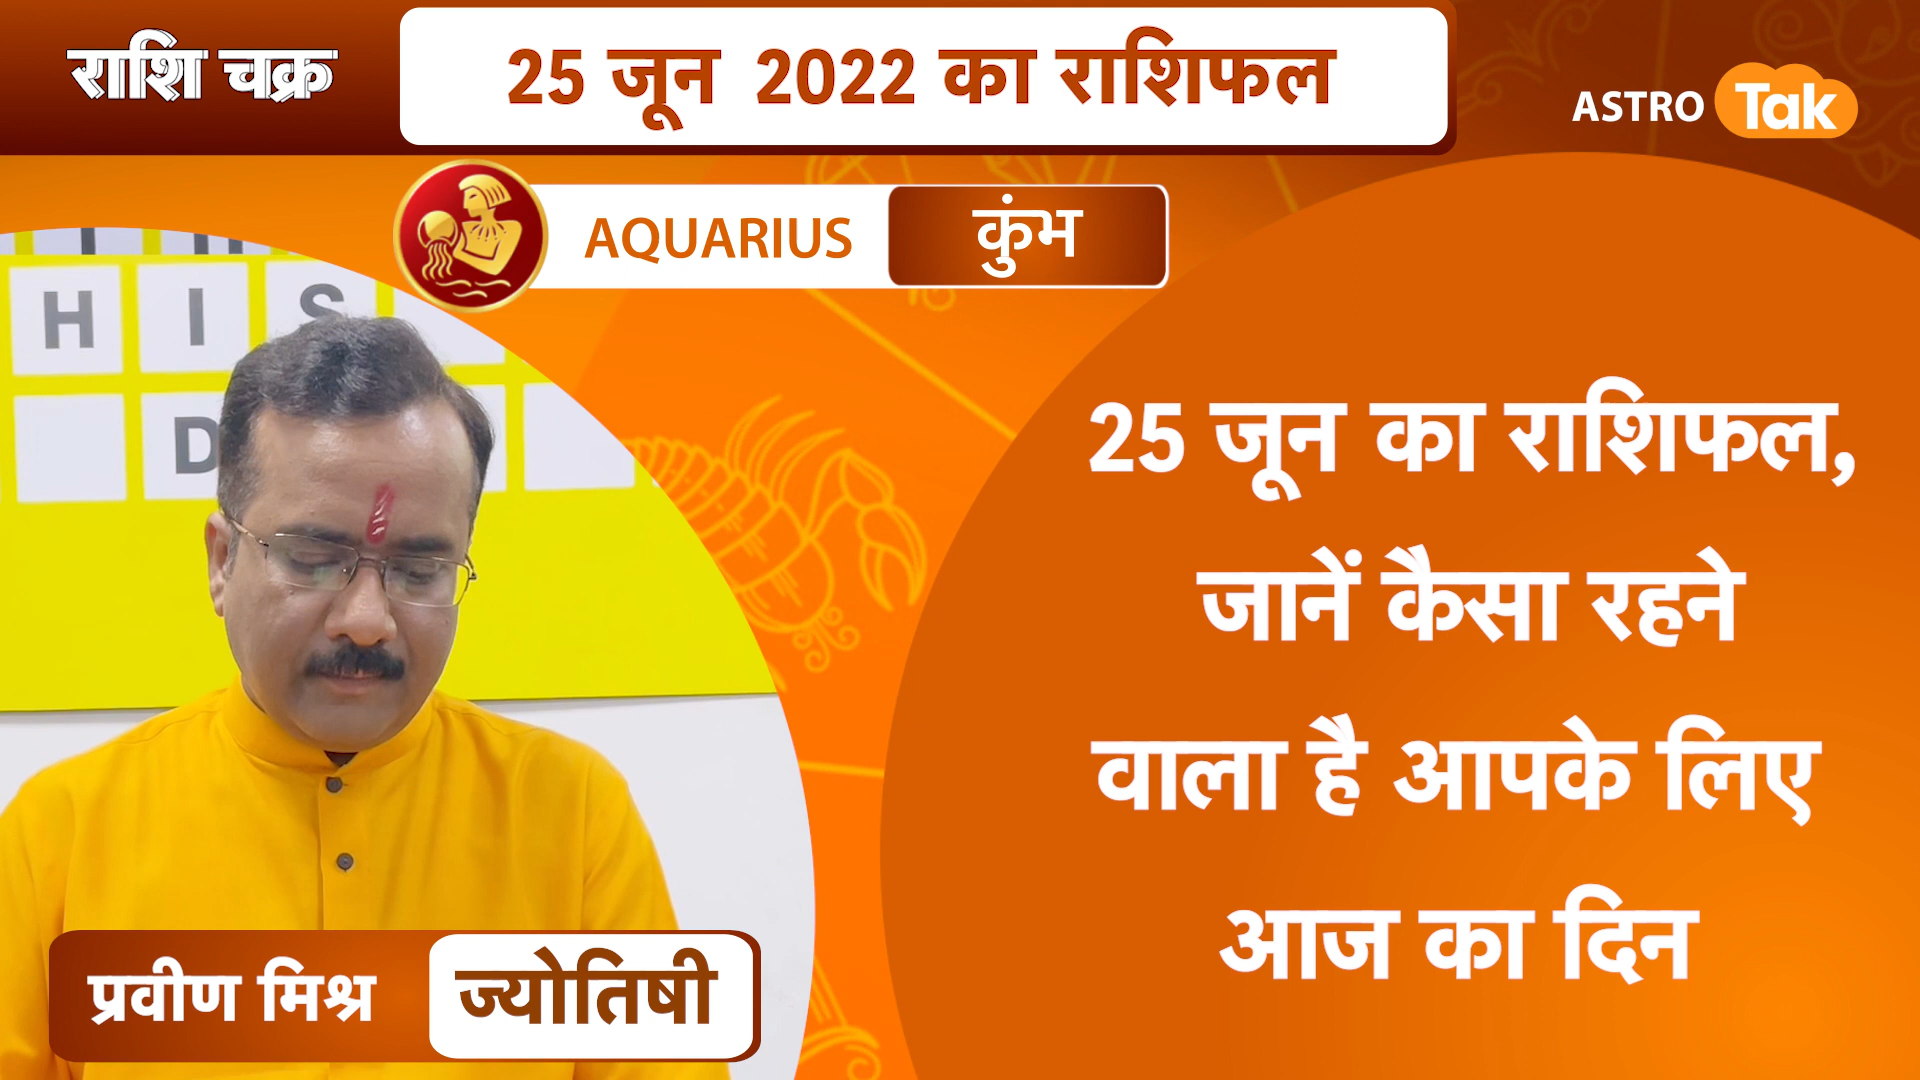 राशि चक्र
25 जून 2022 का राशिफल
ASTRO Tak
AQUARIUS कुंभ
H I S
D
25 जून का राशिफल,
जानें कैसा रहने
वाला है आपके लिए
आज का दिन
प्रवीण मिश्र ज्योतिषी